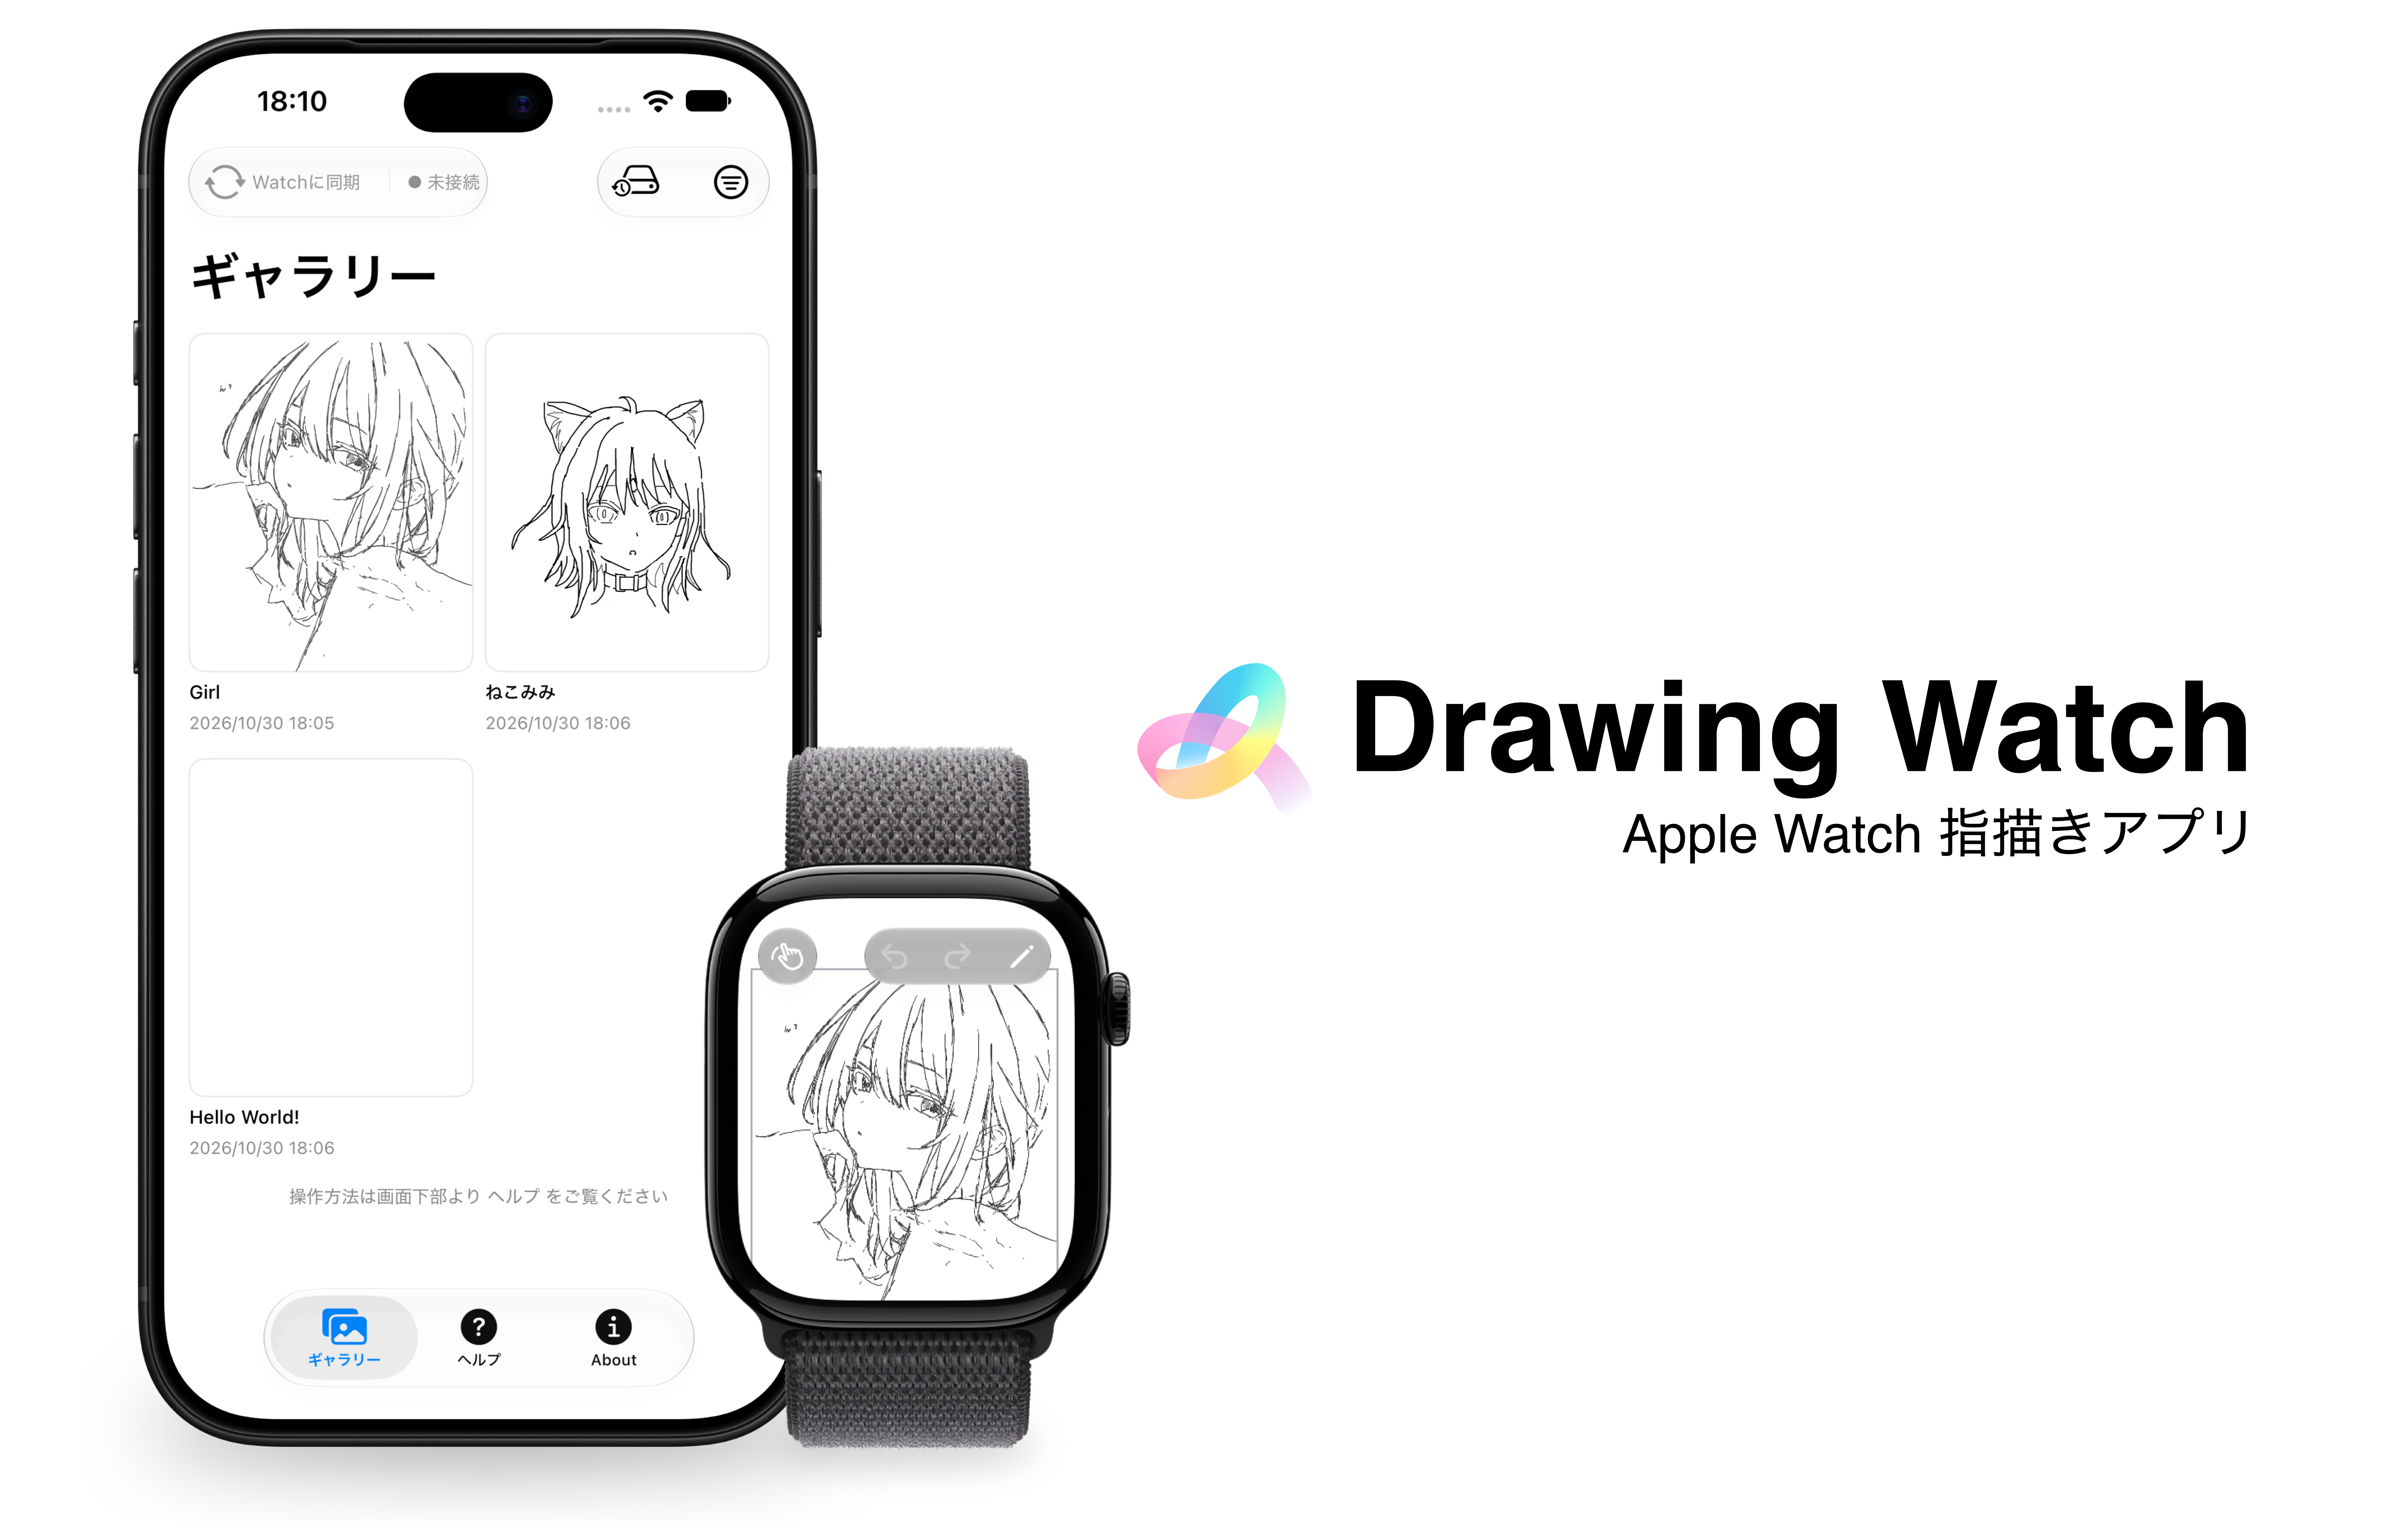 18:10
Watchに同期 未接続
ギャラリー
Girl
2026/10/30 18:05
ねこみみ
2026/10/30 18:06
Hello World!
2026/10/30 18:06
操作方法は画面下部より ヘルプ をご覧ください
ギャラリー
ヘルプ
About
Drawing Watch
Apple Watch 指描きアプリ